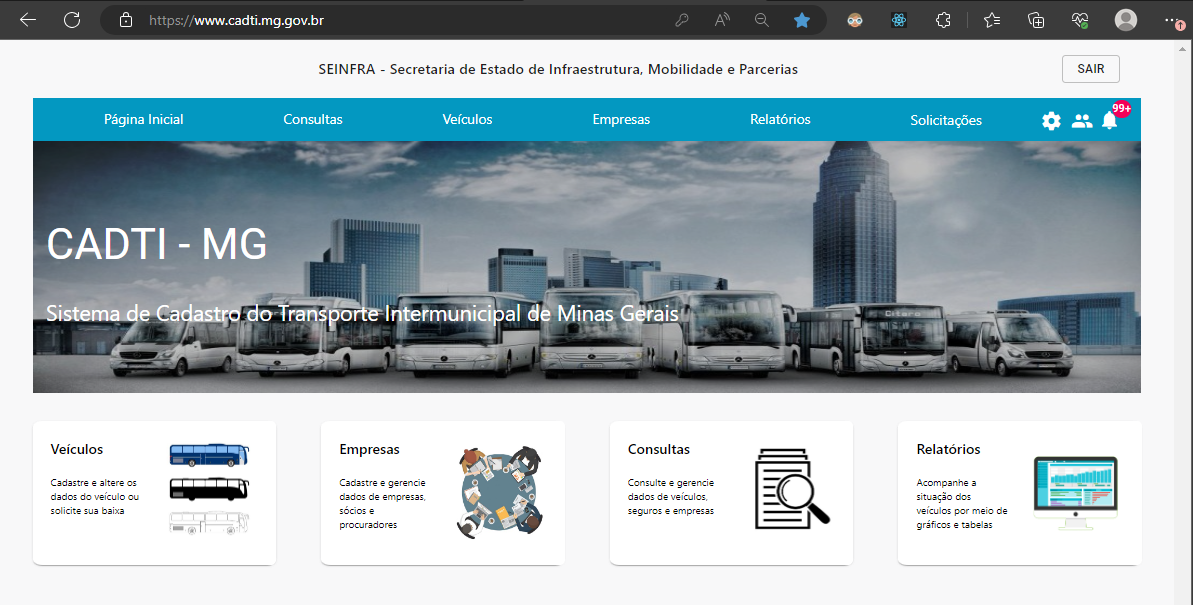 https://www.cadti.mg.gov.br
SEINFRA - Secretaria de Estado de Infraestrutura, Mobilidade e Parcerias
SAIR
Página Inicial
Consultas
Veículos
Empresas
Relatórios
Solicitações
99+
CADTI - MG
Sistema de Cadastro do Transporte Intermunicipal de Minas Gerais
Citaro
Veículos
Cadastre e altere os
dados do veículo ou
solicite sua baixa
Empresas
Cadastre e gerencie
dados de empresas,
sócios e
procuradores
Consultas
Consulte e gerencie
dados de veículos,
seguros e empresas
Relatórios
Acompanhe a
situação dos
veículos por meio de
gráficos e tabelas